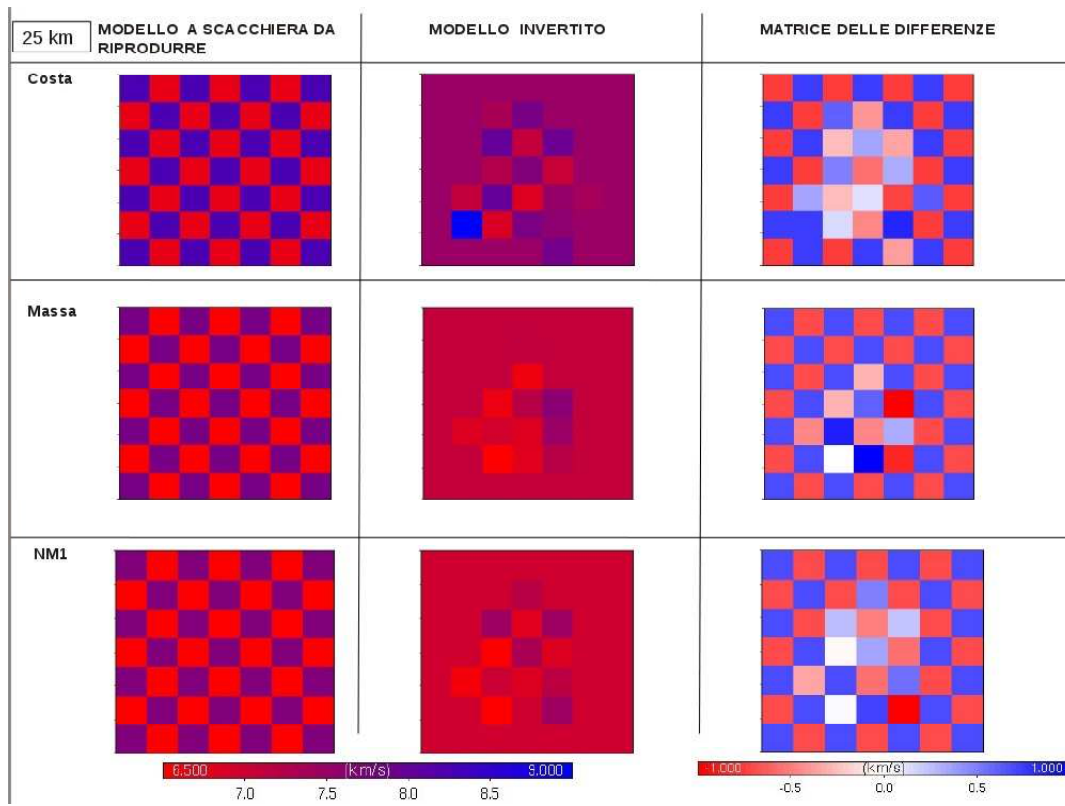 25 km
MODELLO A SCACCHIERA DA
RIPRODURRE
MODELLO INVERTITO
MATRICE DELLE DIFFERENZE
Costa
Massa
NM1
6.500 (km/s) 9.000
7.0 7.5 8.0 8.5
-1.000 (km/s) 1.000
-0.5 0.0 0.5